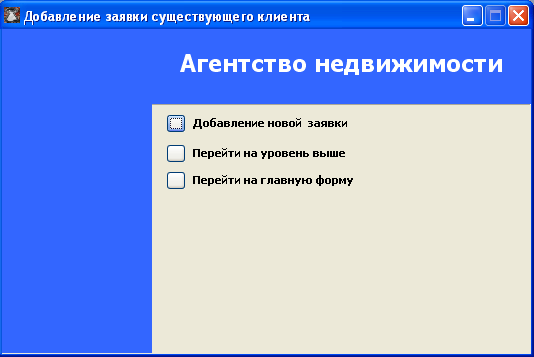 Добавление заявки существующего клиента
Агентство недвижимости
Добавление новой заявки
Перейти на уровень выше
Перейти на главную форму